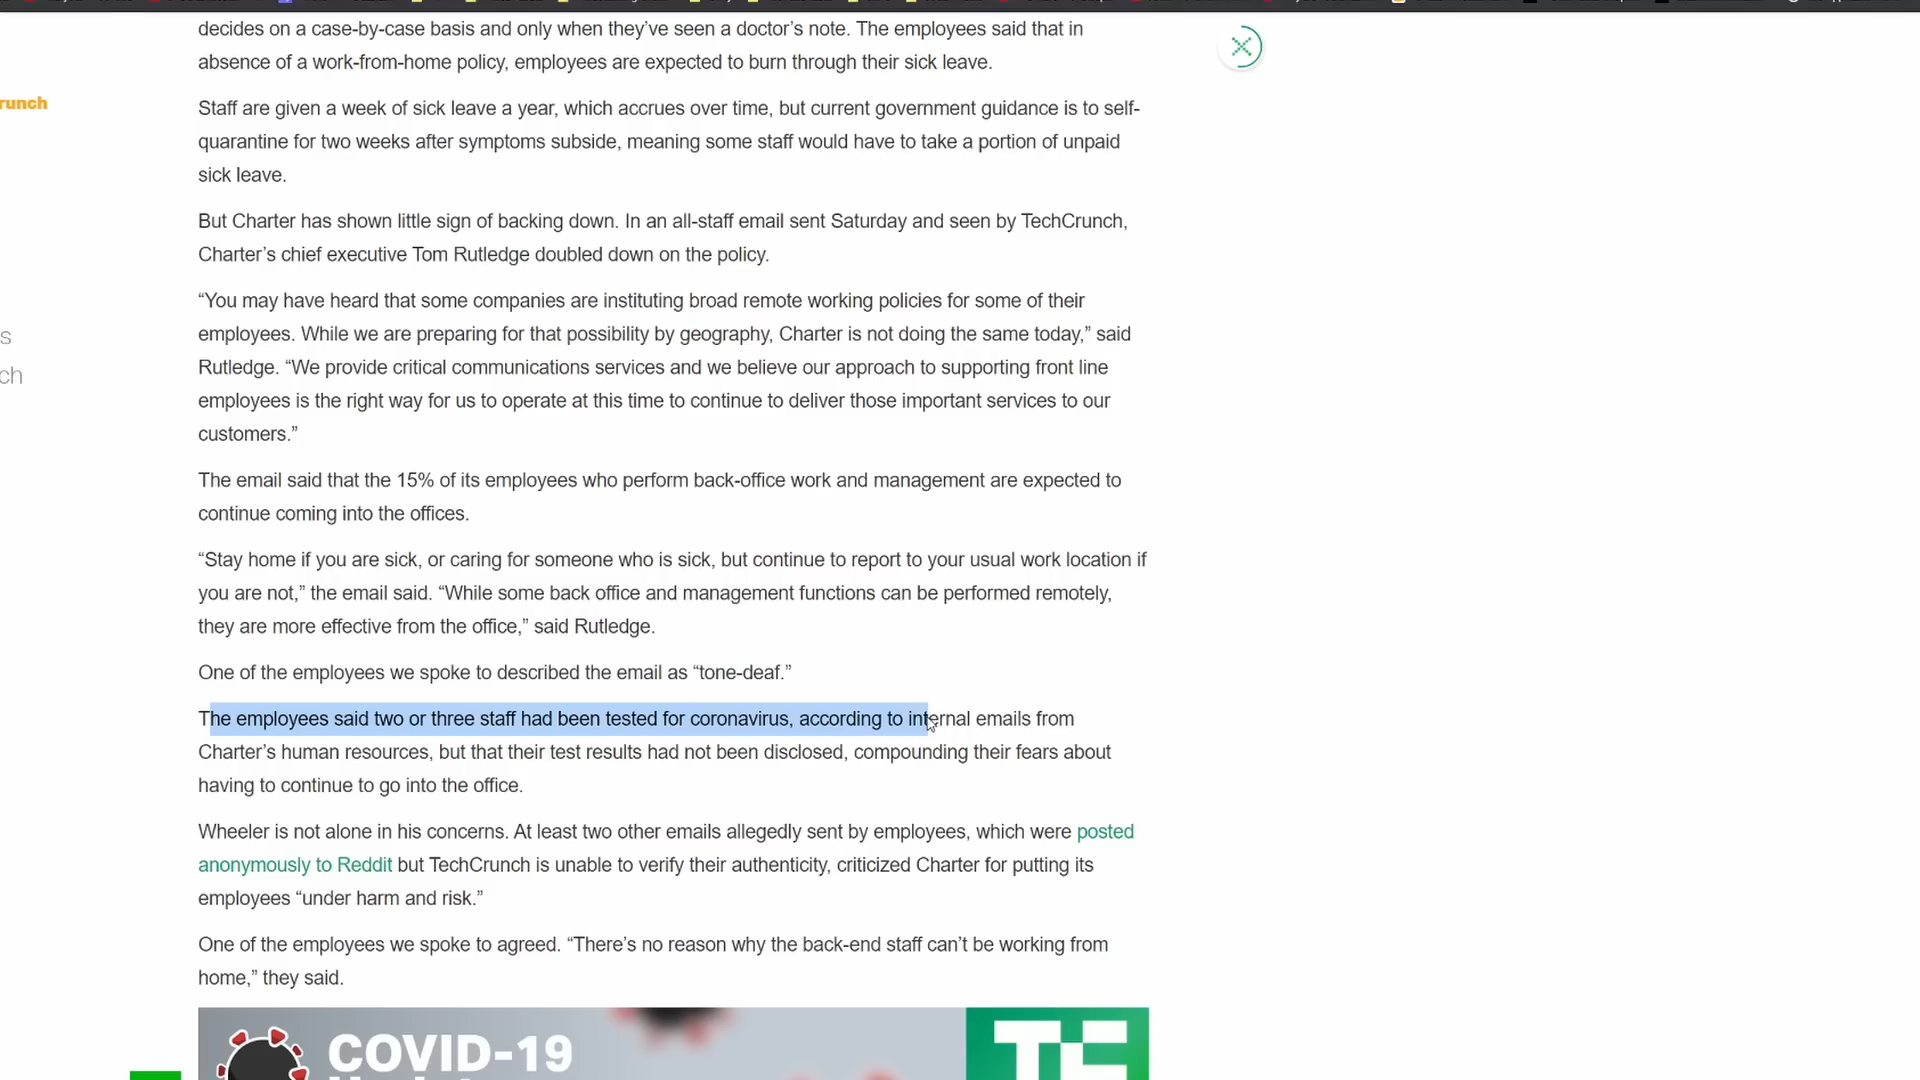 decides on a case-by-case basis and only when they've seen a doctor's note. The employees said that in
absence of a work-from-home policy, employees are expected to burn through their sick leave.
runch
Staff are given a week of sick leave a year, which accrues over time, but current government guidance is to self-
quarantine for two weeks after symptoms subside, meaning some staff would have to take a portion of unpaid
sick leave.
But Charter has shown little sign of backing down. In an all-staff email sent Saturday and seen by TechCrunch,
Charter's chief executive Tom Rutledge doubled down on the policy.
“You may have heard that some companies are instituting broad remote working policies for some of their
employees. While we are preparing for that possibility by geography, Charter is not doing the same today,” said
Rutledge. “We provide critical communications services and we believe our approach to supporting front line
employees is the right way for us to operate at this time to continue to deliver those important services to our
customers.”
s
ch
The email said that the 15% of its employees who perform back-office work and management are expected to
continue coming into the offices.
“Stay home if you are sick, or caring for someone who is sick, but continue to report to your usual work location if
you are not,” the email said. “While some back office and management functions can be performed remotely,
they are more effective from the office,” said Rutledge.
One of the employees we spoke to described the email as “tone-deaf.”
The employees said two or three staff had been tested for coronavirus, according to internal emails from
Charter's human resources, but that their test results had not been disclosed, compounding their fears about
having to continue to go into the office.
Wheeler is not alone in his concerns. At least two other emails allegedly sent by employees, which were posted
anonymously to Reddit but TechCrunch is unable to verify their authenticity, criticized Charter for putting its
employees “under harm and risk.”
One of the employees we spoke to agreed. “There's no reason why the back-end staff can't be working from
home,” they said.
COVID-19